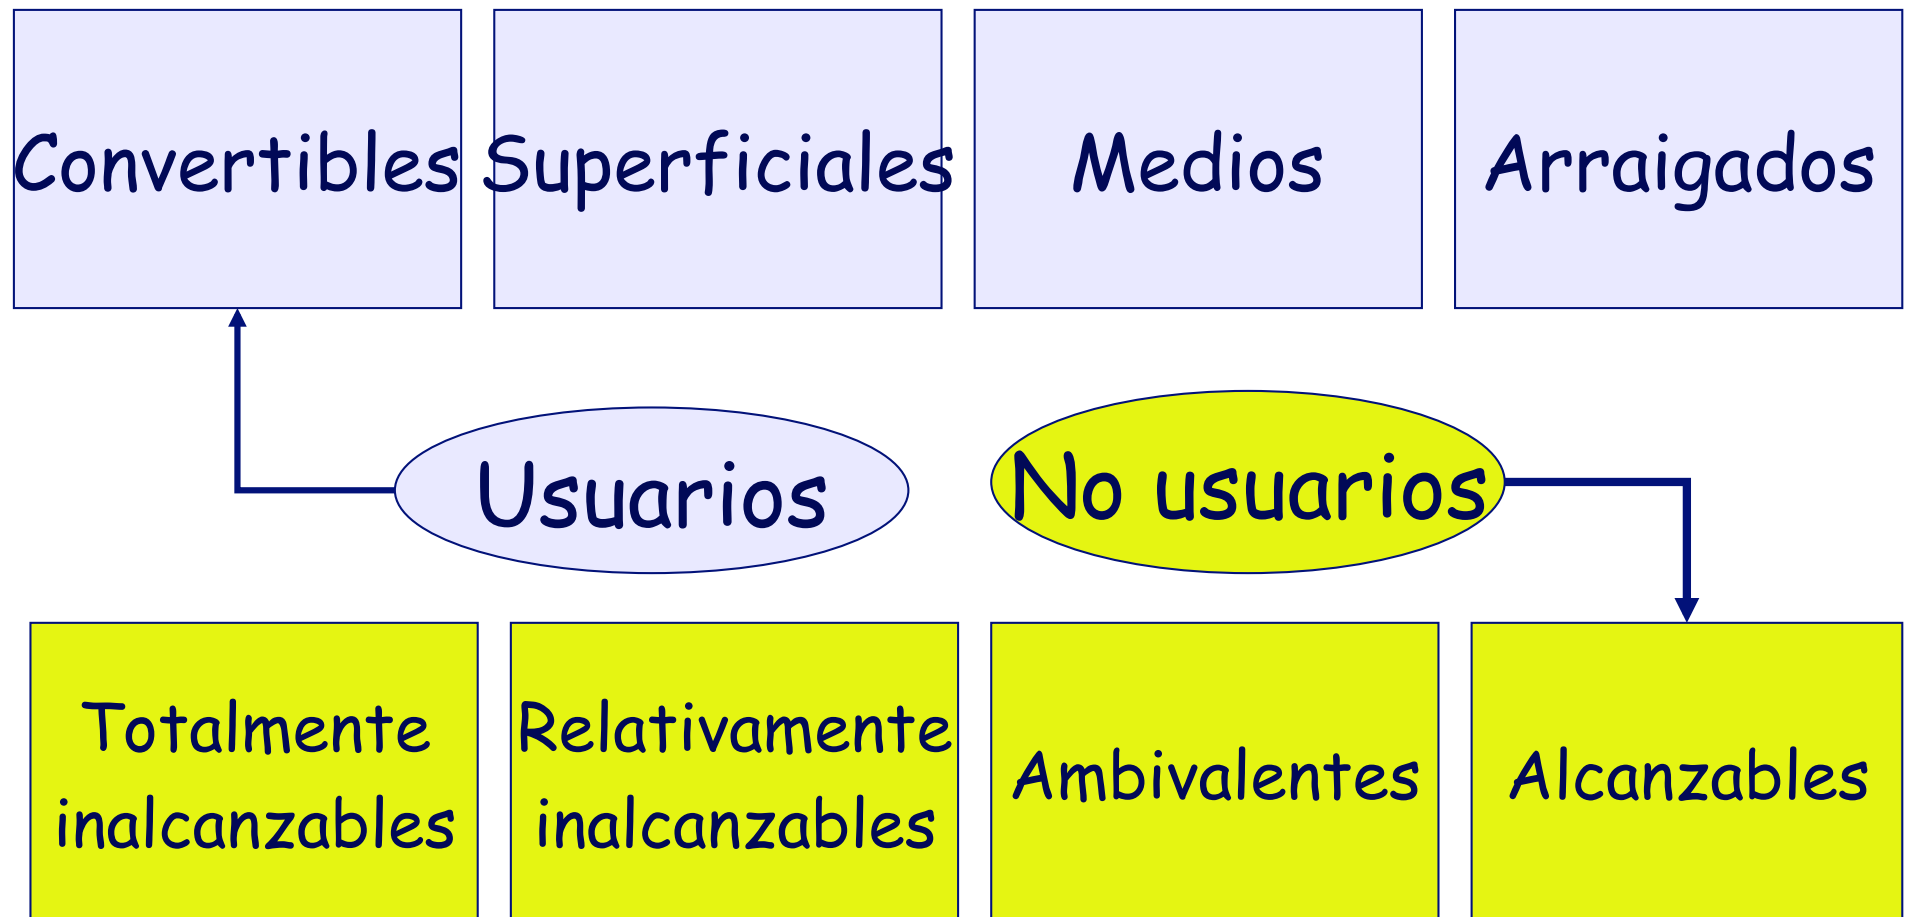 Convertibles
Superficiales
Medios
Arraigados
Usuarios
No usuarios
Totalmente
inalcanzables
Relativamente
inalcanzables
Ambivalentes
Alcanzables